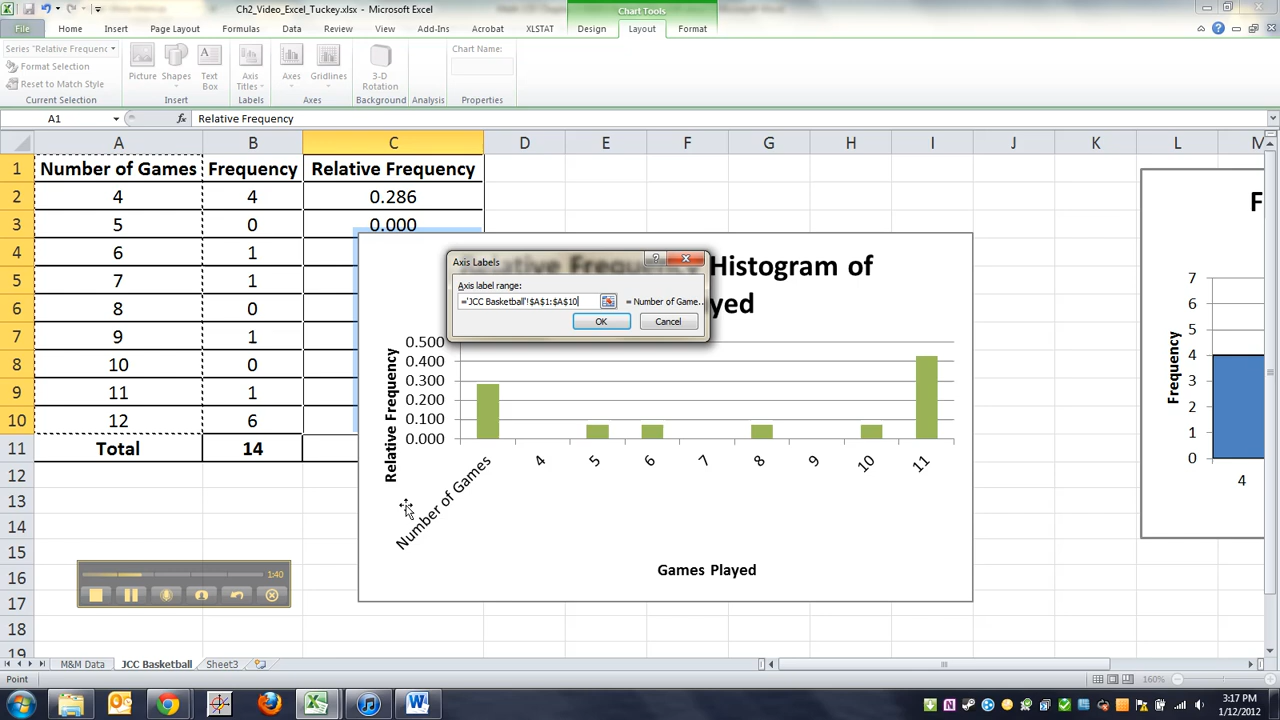 Ch2_Video_Excel_Tuckey.xlsx - Microsoft Excel
Chart Tools
File Home Insert Page Layout Formulas Data Review View Add-Ins Acrobat XLSTAT Design Layout Format
Series "Relative Frequenc
Format Selection
Reset to Match Style
Current Selection
Picture Shapes Text Box
Insert
Axis Titles
Labels
Axes Gridlines
Axes
3-D Rotation
Background
Analysis
Chart Name:
Properties
A1 fx Relative Frequency
A B C D E F G H I J K L M
1 Number of Games Frequency Relative Frequency
2 4 4 0.286
3 5 0 0.000
4 6 1
5 7 1
6 8 0
7 9 1
8 10 0
9 11 1
10 12 6
11 Total 14
12
13
14
15
16
17
18
19
Relative Frequency Histogram of
yed
Axis Labels
Axis label range:
='JCC Basketball'!$A$1:$A$10
= Number of Game...
OK Cancel
Relative Frequency
0.500
0.400
0.300
0.200
0.100
0.000
Number of Games 4 5 6 7 8 9 10 11
Games Played
F
Frequency
7
6
5
4
3
2
1
0
4
1:40
M&M Data JCC Basketball Sheet3
Point
160%
3:17 PM
1/12/2012